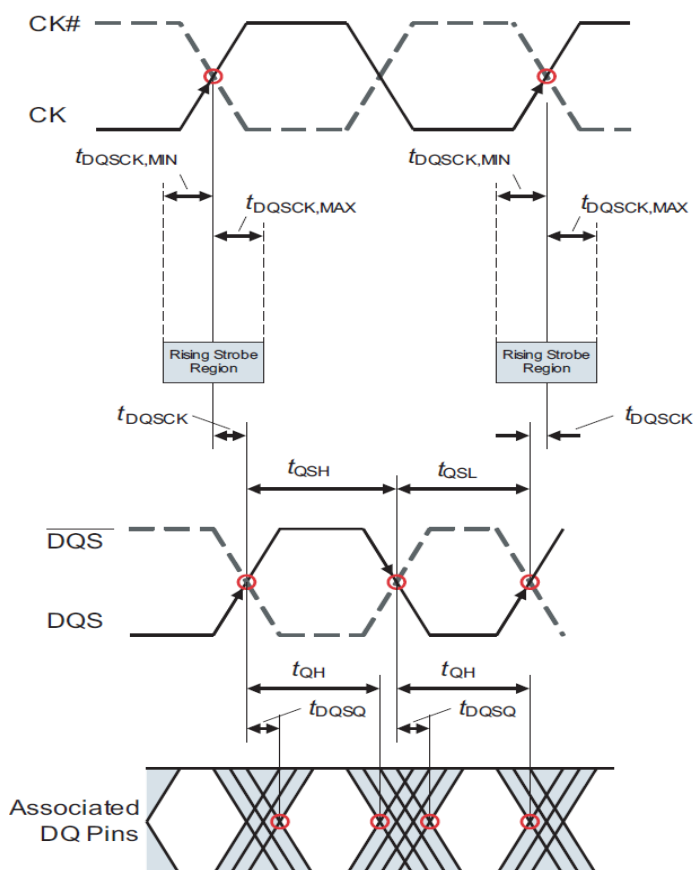 CK#
CK
tDQSCK,MIN
tDQSCK,MIN
tDQSCK,MAX
tDQSCK,MAX
Rising Strobe
Region
Rising Strobe
Region
tDQSCK
tDQSCK
tQSH
tQSL
DQS
DQS
tQH
tQH
tDQSQ
tDQSQ
Associated
DQ Pins